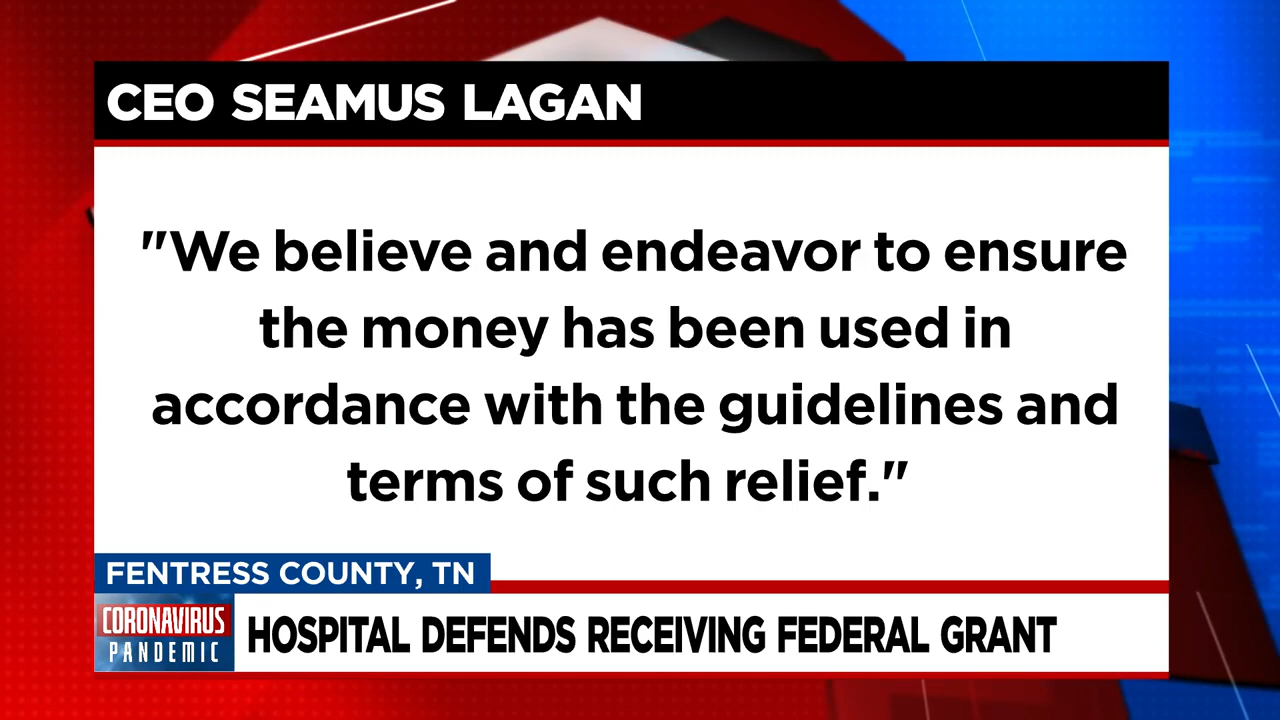 CEO SEAMUS LAGAN
"We believe and endeavor to ensure
the money has been used in
accordance with the guidelines and
terms of such relief."
FENTRESS COUNTY, TN
CORONAVIRUS
PANDEMIC
HOSPITAL DEFENDS RECEIVING FEDERAL GRANT